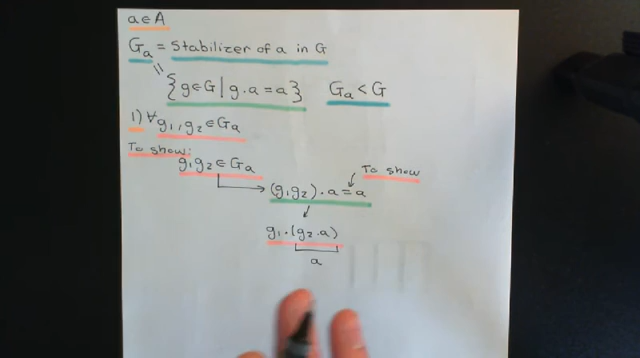 a∈A
Gₐ = Stabilizer of a in G
= {g∈G | g.a = a} Gₐ < G
1) ∀g₁,g₂∈Gₐ
To show:
g₁g₂∈Gₐ
To show
(g₁g₂).a = a
g₁.(g₂.a)
a